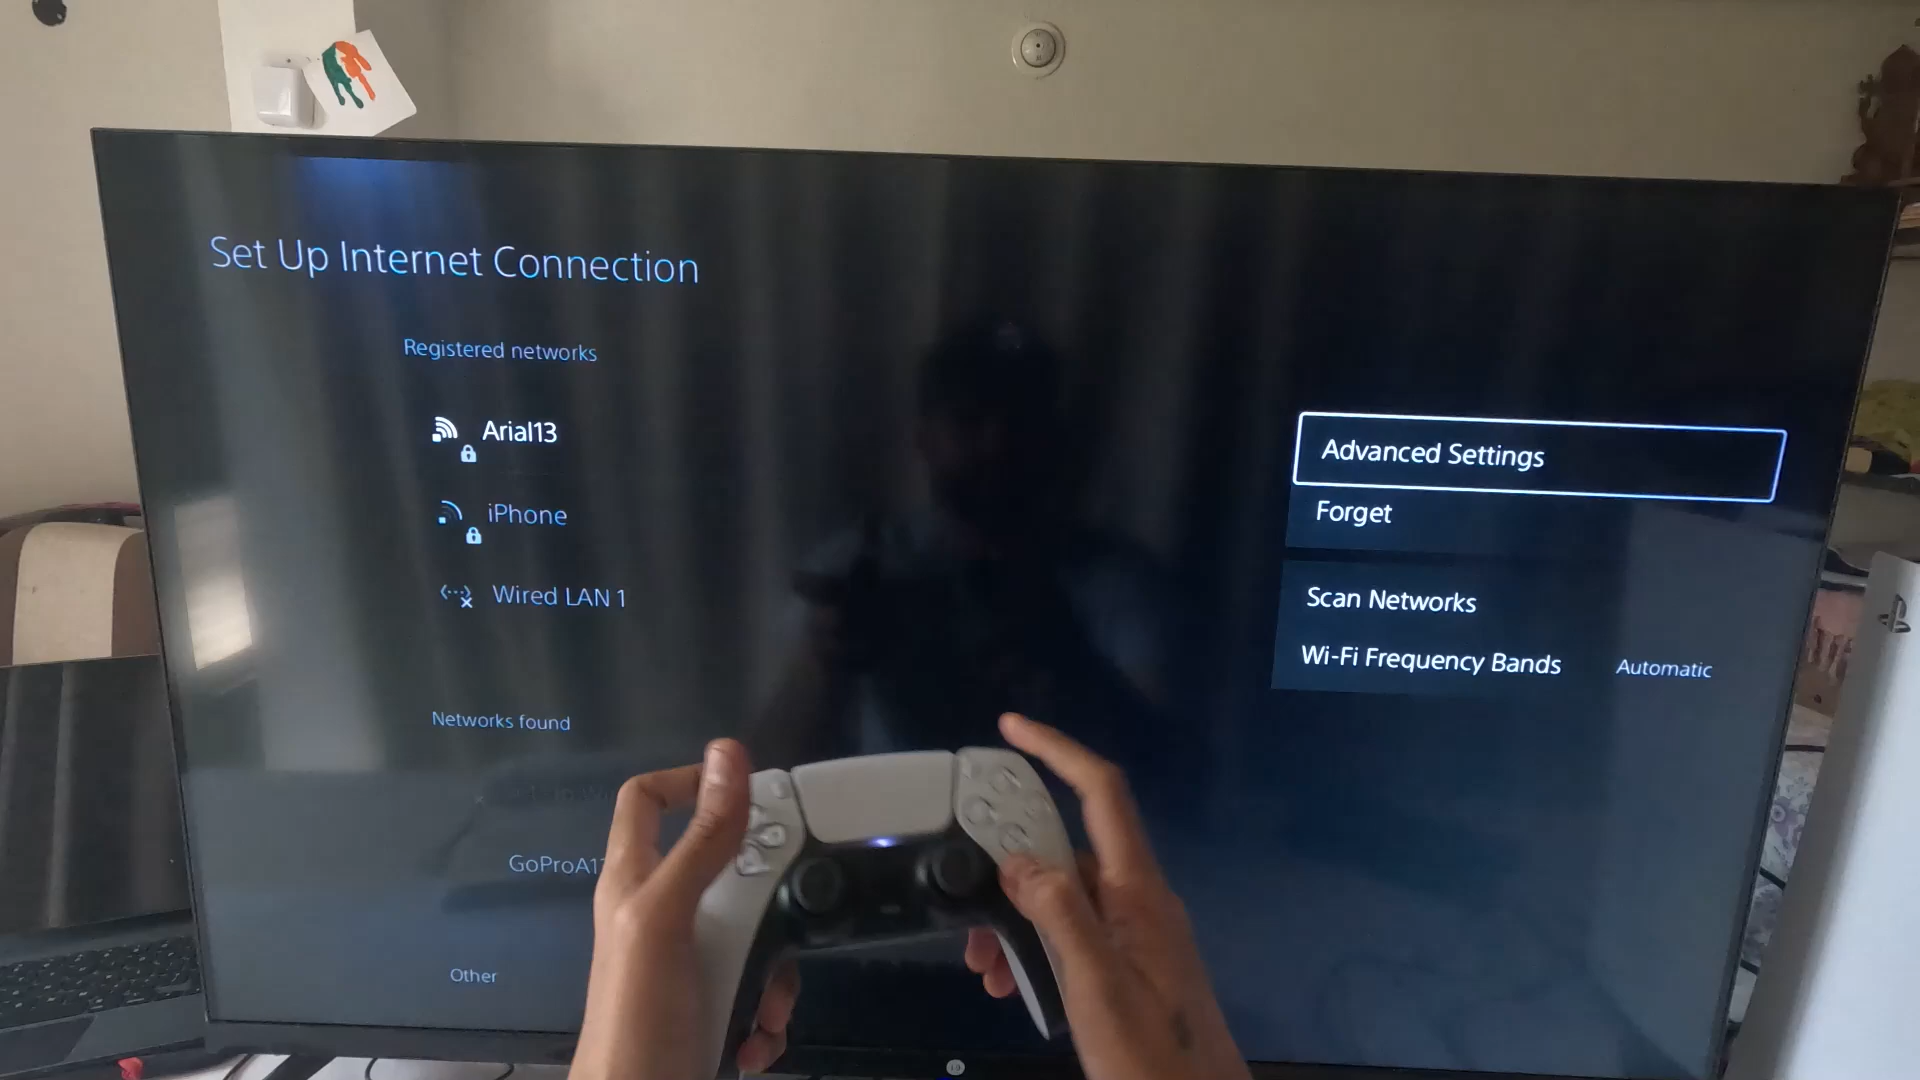 Set Up Internet Connection
Registered networks
Arial13
iPhone
Wired LAN 1
Networks found
GoProA1
Other
Advanced Settings
Forget
Scan Networks
Wi-Fi Frequency Bands Automatic